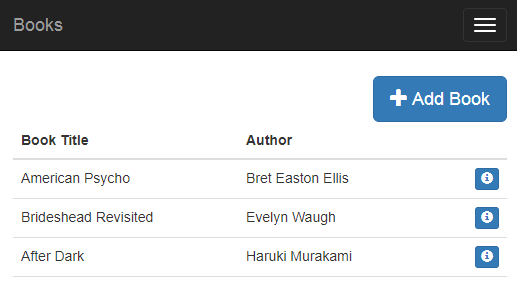 Books
Add Book
Book Title Author
American Psycho Bret Easton Ellis
Brideshead Revisited Evelyn Waugh
After Dark Haruki Murakami